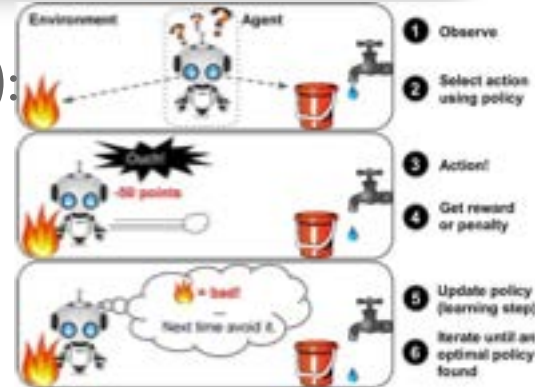 ):
Environment
Agent
? ? ?
1 Observe
2 Select action
using policy
Ouch!
-50 points
3 Action!
4 Get reward
or penalty
= bad!
Next time avoid it.
5 Update policy
(learning step)
6 Iterate until an
optimal policy
found